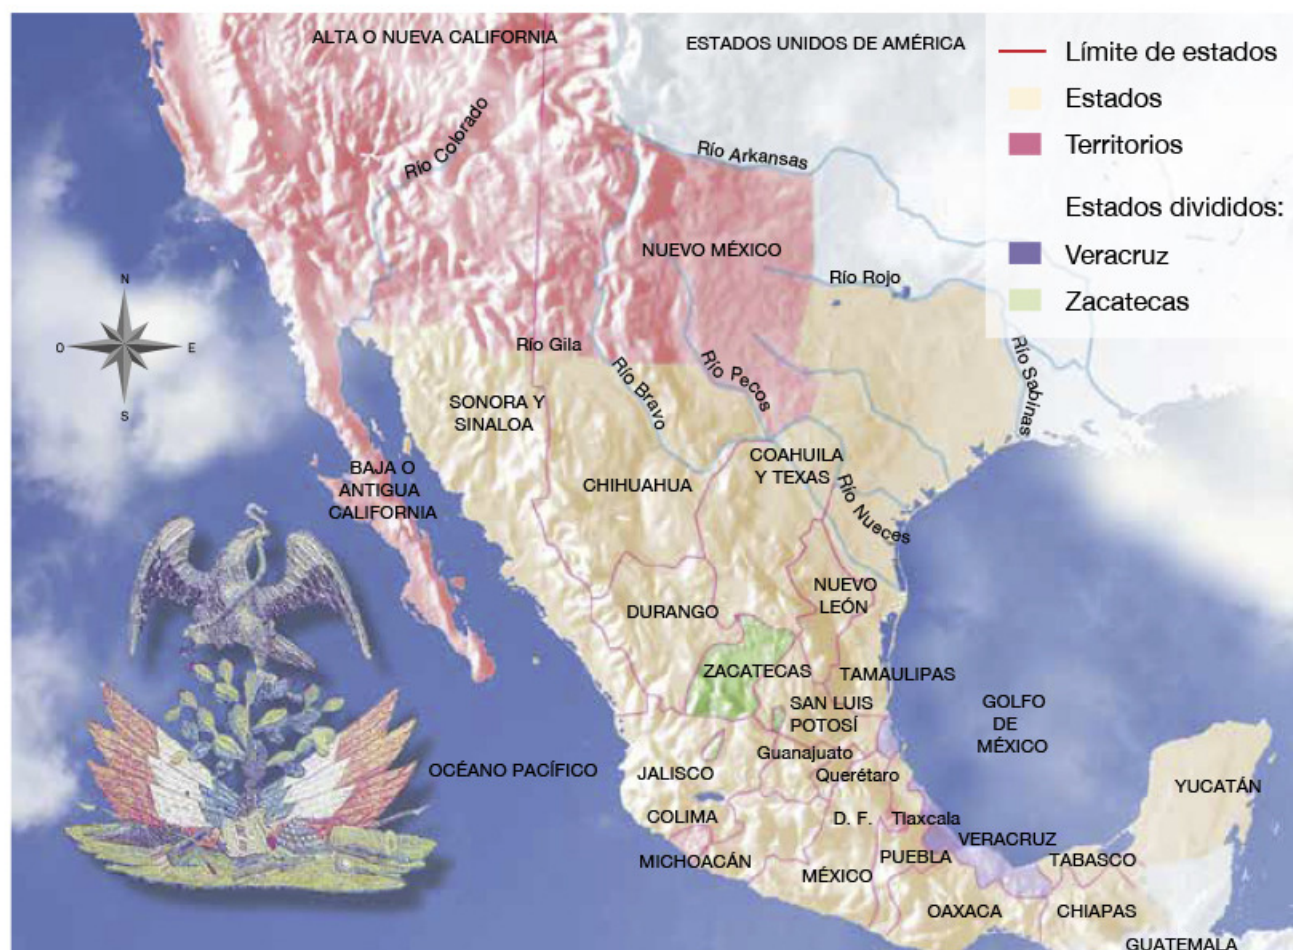 ALTA O NUEVA CALIFORNIA
ESTADOS UNIDOS DE AMÉRICA
Límite de estados
Estados
Territorios
Estados divididos:
Veracruz
Zacatecas
Río Colorado
Río Arkansas
NUEVO MÉXICO
Río Rojo
N
O
E
S
Río Gila
Río Bravo
Río Pecos
Río Sabinas
SONORA Y
SINALOA
BAJA O
ANTIGUA
CALIFORNIA
CHIHUAHUA
COAHUILA
Y TEXAS
Río Nueces
NUEVO
LEÓN
DURANGO
ZACATECAS
TAMAULIPAS
SAN LUIS
POTOSÍ
GOLFO
DE
MÉXICO
Guanajuato
Querétaro
OCÉANO PACÍFICO
JALISCO
YUCATÁN
COLIMA
D. F.
Tlaxcala
VERACRUZ
MICHOACÁN
PUEBLA
TABASCO
MÉXICO
OAXACA
CHIAPAS
GUATEMALA